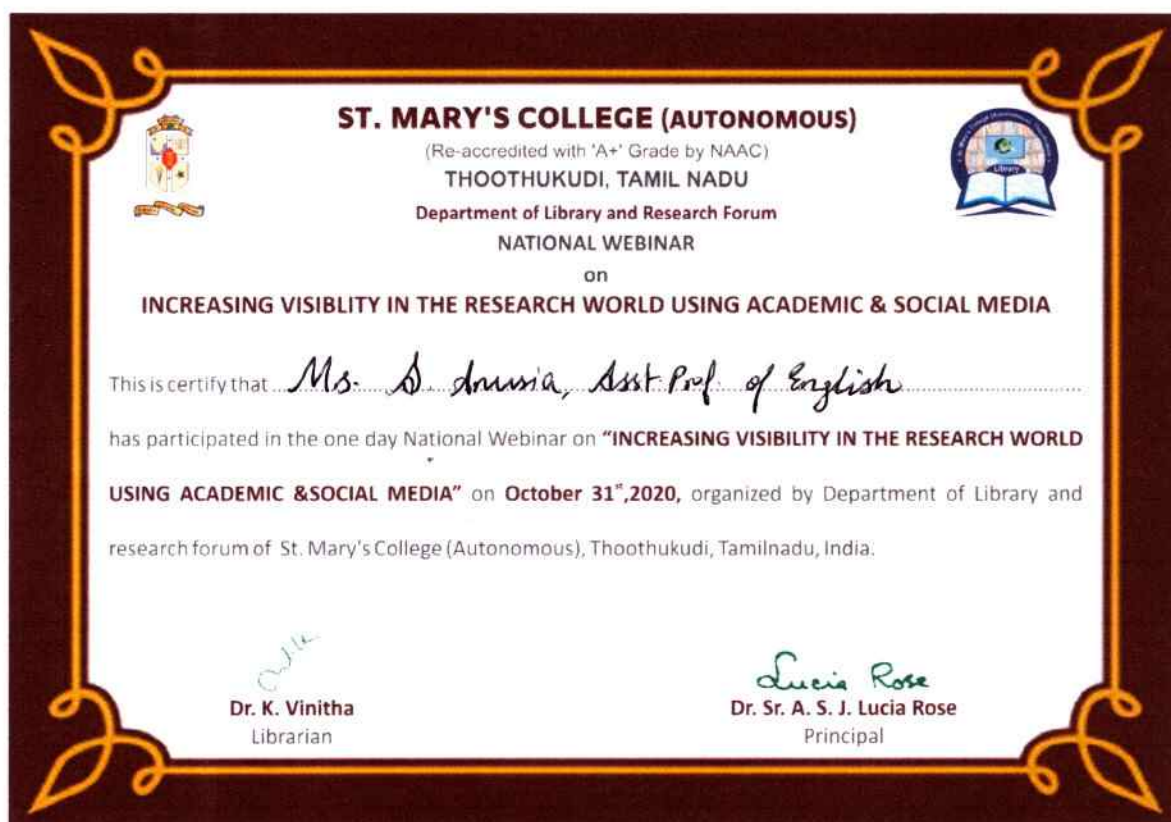 ST. MARY'S COLLEGE (AUTONOMOUS)
(Re-accredited with 'A+' Grade by NAAC)
THOOTHUKUDI, TAMIL NADU
Department of Library and Research Forum
NATIONAL WEBINAR
on
INCREASING VISIBLITY IN THE RESEARCH WORLD USING ACADEMIC & SOCIAL MEDIA
Library
This is certify that Ms. S. Anusia, Asst. Prof. of English
has participated in the one day National Webinar on "INCREASING VISIBILITY IN THE RESEARCH WORLD
USING ACADEMIC &SOCIAL MEDIA" on October 31st,2020, organized by Department of Library and
research forum of St. Mary's College (Autonomous), Thoothukudi, Tamilnadu, India.
Lucia Rose
Dr. K. Vinitha
Librarian
Dr. Sr. A. S. J. Lucia Rose
Principal